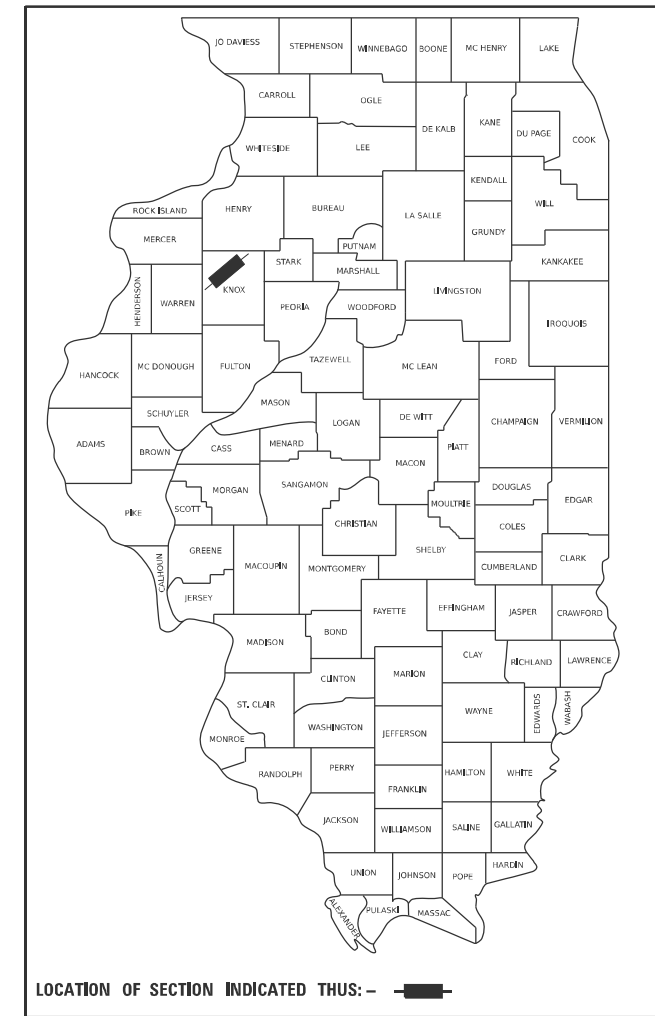 JO DAVIESS
STEPHENSON
WINNEBAGO
BOONE
MC HENRY
LAKE
CARROLL
OGLE
DE KALB
KANE
DU PAGE
COOK
WHITESIDE
LEE
KENDALL
WILL
ROCK ISLAND
HENRY
BUREAU
LA SALLE
GRUNDY
MERCER
PUTNAM
KANKAKEE
STARK
MARSHALL
HENDERSON
WARREN
KNOX
PEORIA
WOODFORD
LIVINGSTON
IROQUOIS
HANCOCK
MC DONOUGH
FULTON
TAZEWELL
MC LEAN
FORD
SCHUYLER
MASON
LOGAN
DE WITT
CHAMPAIGN
VERMILION
ADAMS
BROWN
CASS
MENARD
PIATT
MACON
MORGAN
SANGAMON
DOUGLAS
EDGAR
PIKE
SCOTT
CHRISTIAN
MOULTRIE
COLES
GREENE
SHELBY
CALHOUN
MACOUPIN
MONTGOMERY
CUMBERLAND
CLARK
JERSEY
FAYETTE
EFFINGHAM
JASPER
CRAWFORD
MADISON
BOND
CLAY
RICHLAND
LAWRENCE
CLINTON
MARION
ST. CLAIR
WAYNE
EDWARDS
WABASH
WASHINGTON
JEFFERSON
MONROE
RANDOLPH
PERRY
HAMILTON
WHITE
FRANKLIN
JACKSON
WILLIAMSON
SALINE
GALLATIN
UNION
JOHNSON
POPE
HARDIN
ALEXANDER
PULASKI
MASSAC
LOCATION OF SECTION INDICATED THUS: -